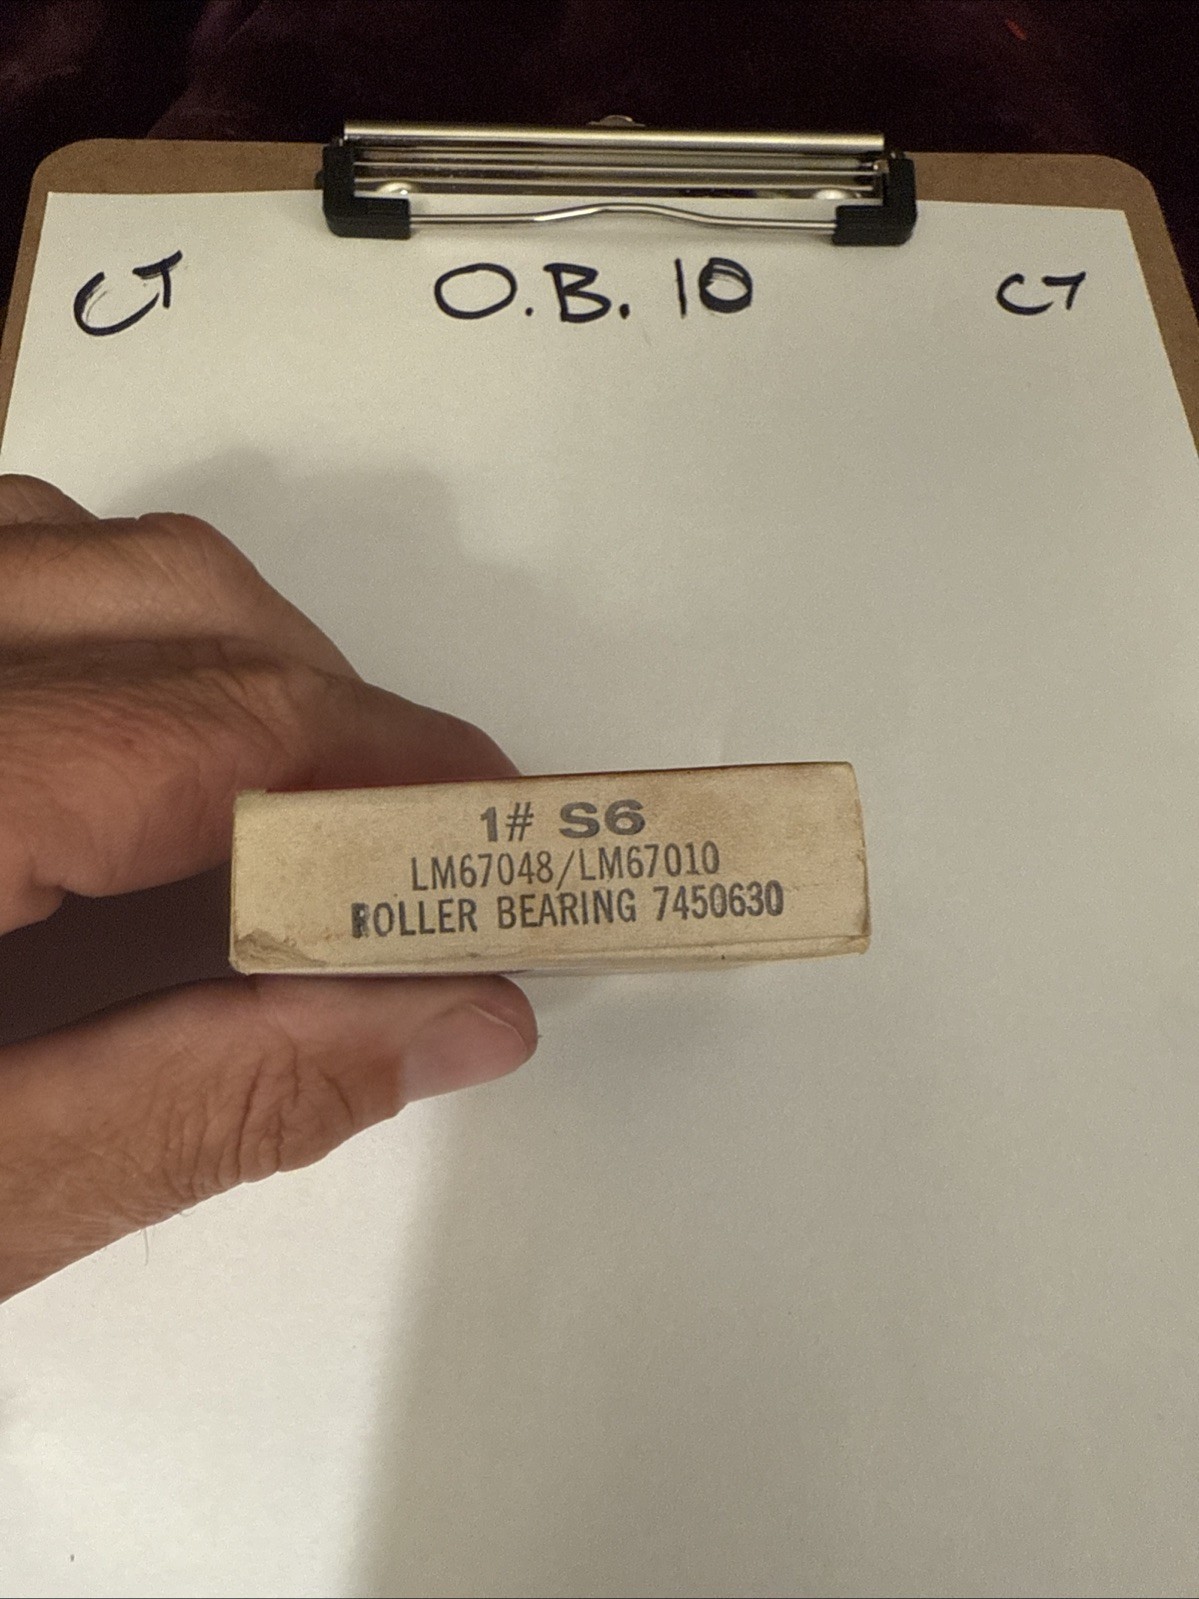 CT O.B. 10 CT
1# S6
LM67048/LM67010
ROLLER BEARING 7450630